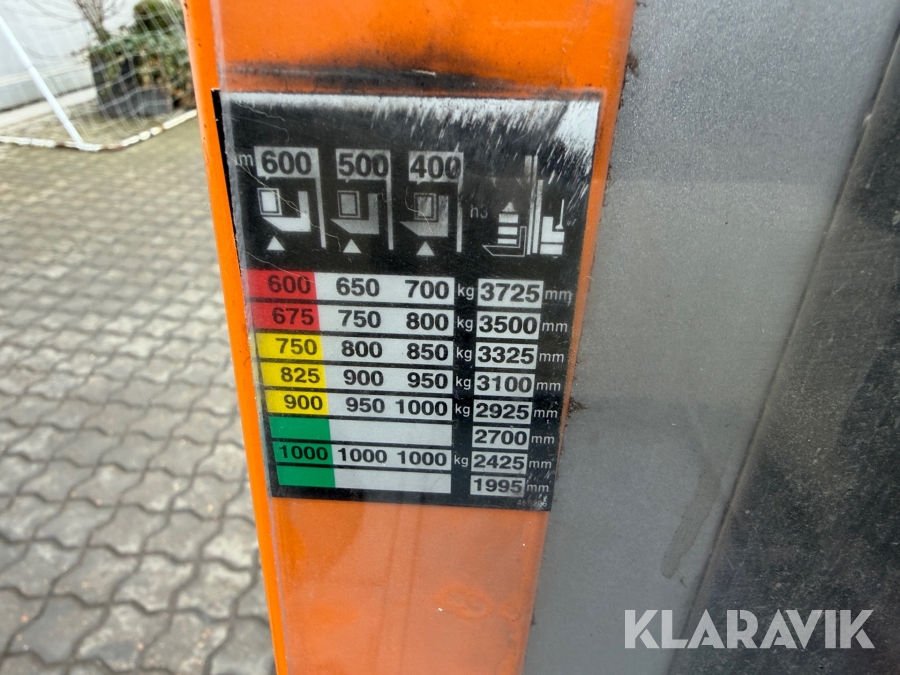 mm 600 500 400
h3
600 650 700 kg 3725 mm
675 750 800 kg 3500 mm
750 800 850 kg 3325 mm
825 900 950 kg 3100 mm
900 950 1000 kg 2925 mm
2700 mm
1000 1000 1000 kg 2425 mm
1995 mm
KLARAVIK